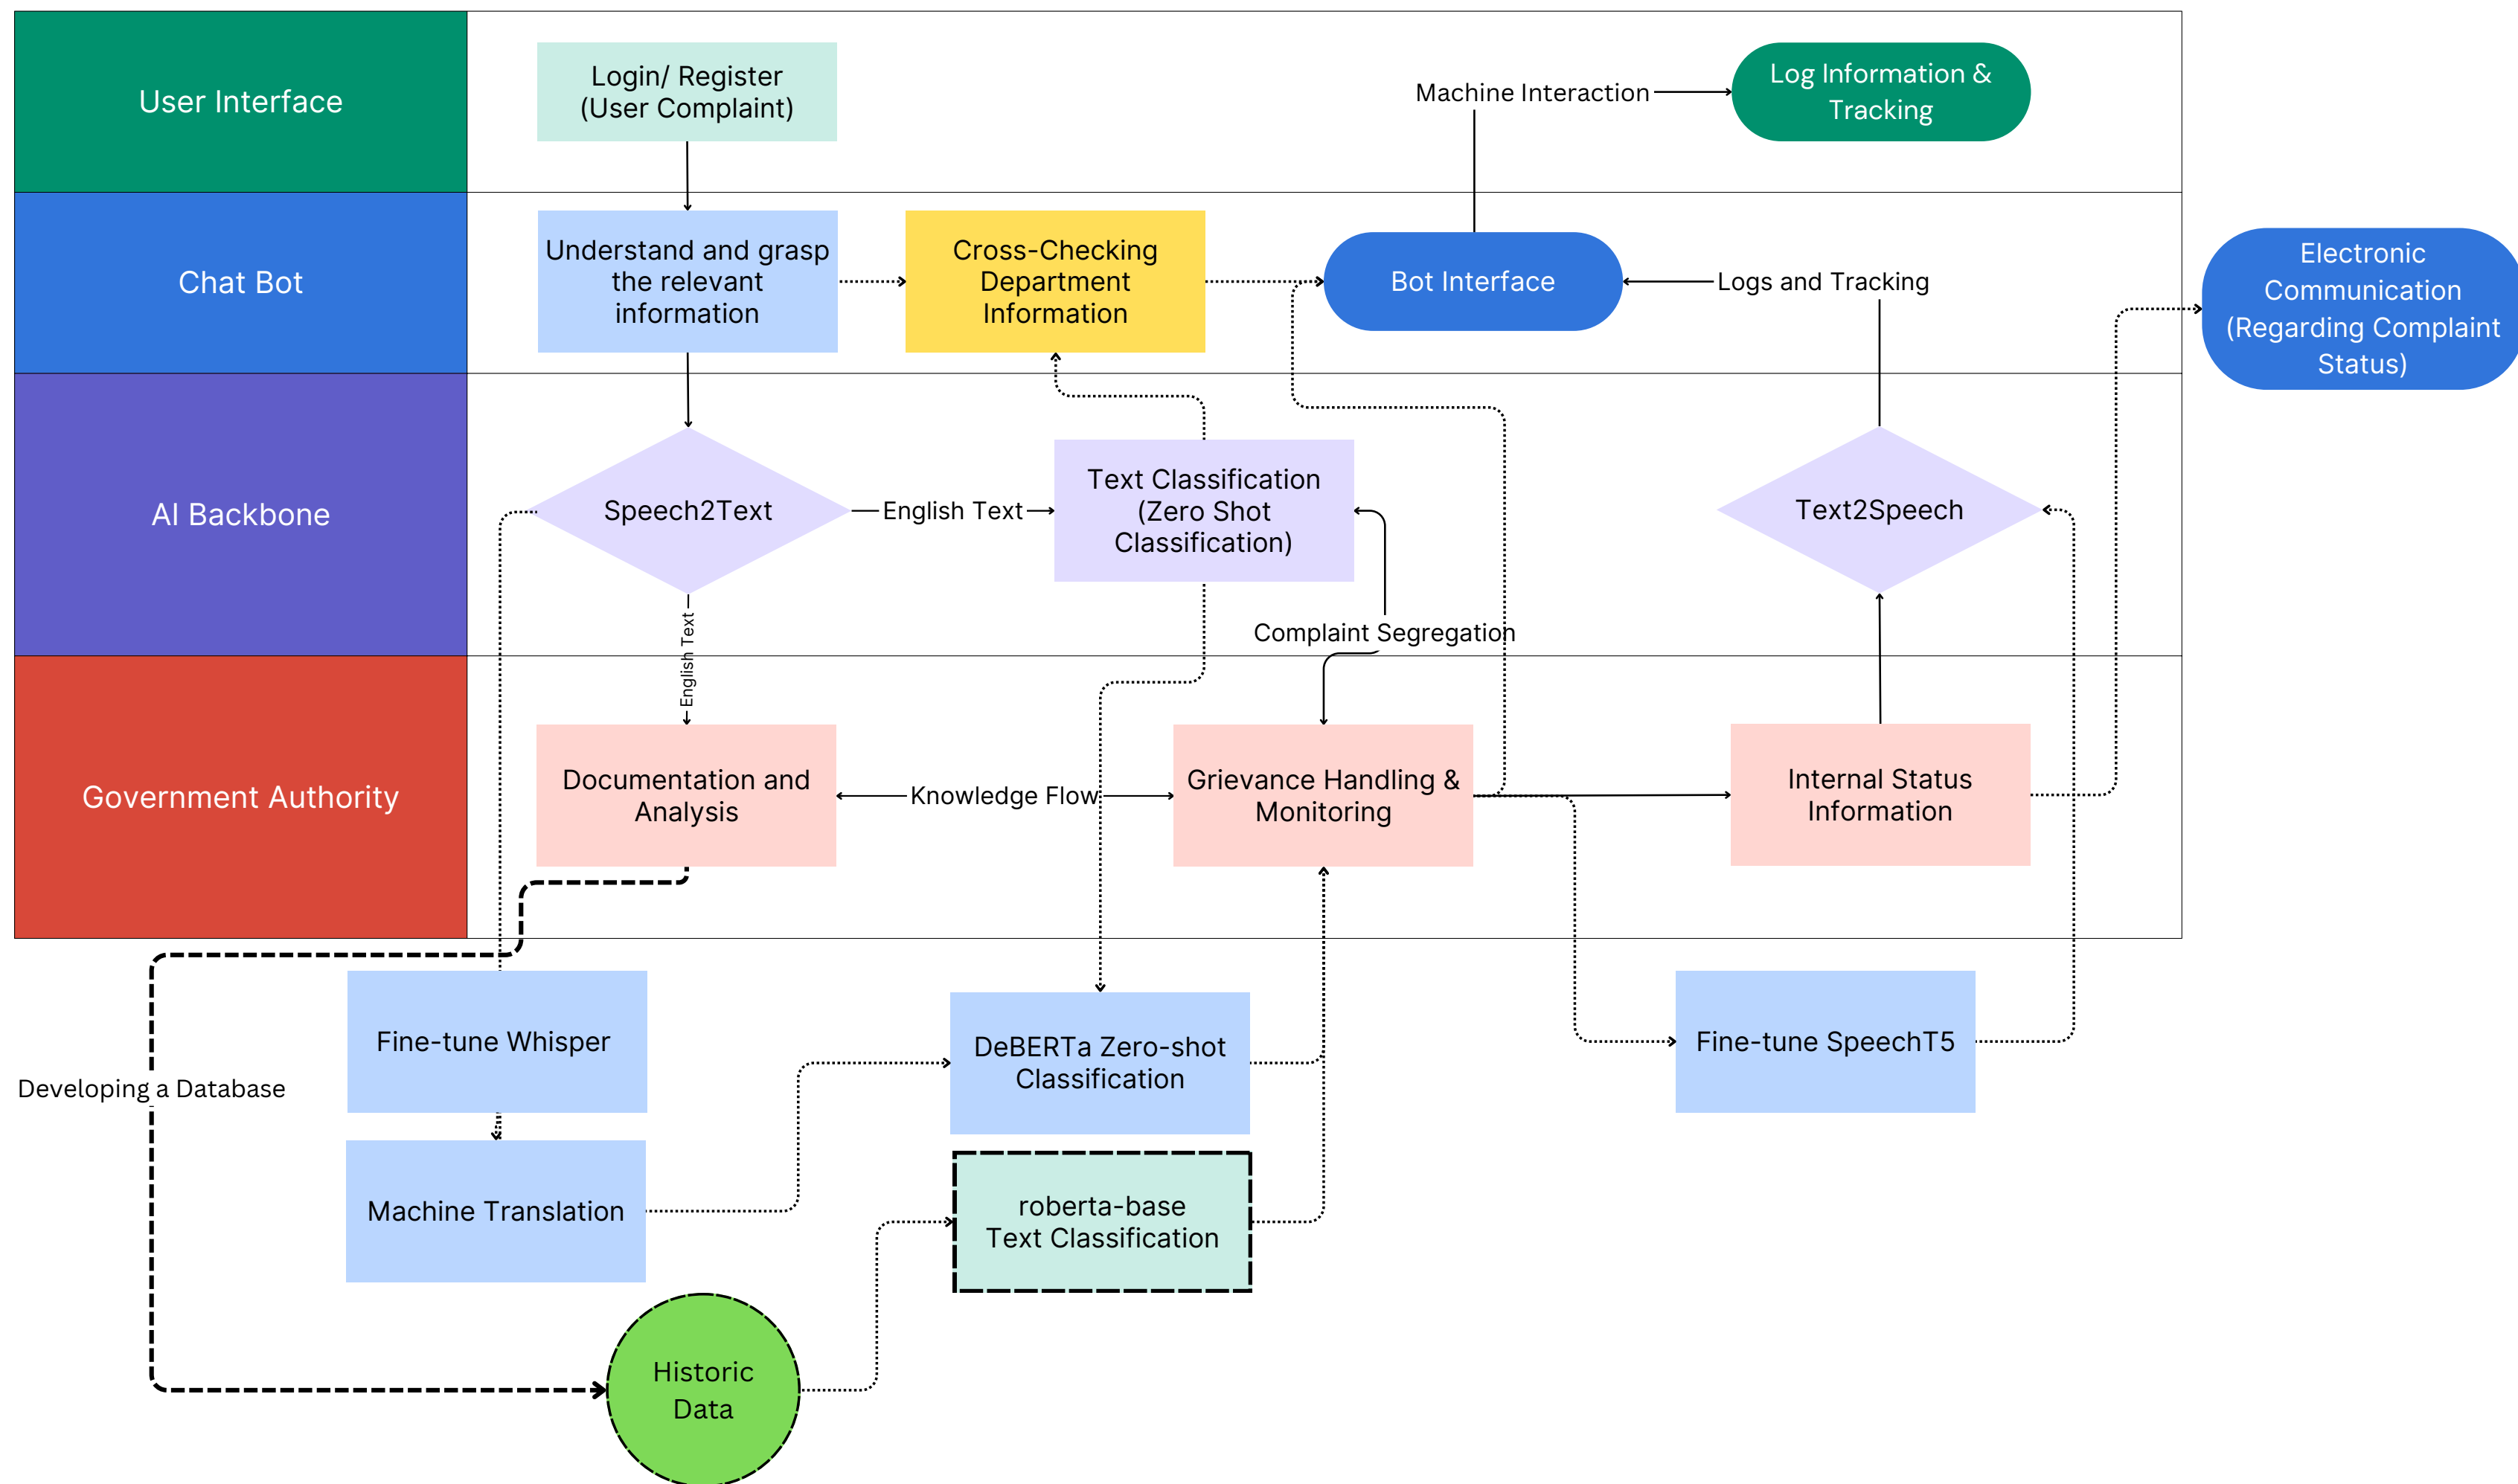 User Interface
Login/ Register
(User Complaint)
Machine Interaction
Log Information &
Tracking
Chat Bot
Understand and grasp
the relevant
information
Cross-Checking
Department
Information
Bot Interface
Logs and Tracking
Electronic
Communication
(Regarding Complaint
Status)
AI Backbone
Speech2Text
English Text
Text Classification
(Zero Shot
Classification)
Text2Speech
English Text
Complaint Segregation
Government Authority
Documentation and
Analysis
Knowledge Flow
Grievance Handling &
Monitoring
Internal Status
Information
Fine-tune Whisper
DeBERTa Zero-shot
Classification
Fine-tune SpeechT5
Developing a Database
Machine Translation
roberta-base
Text Classification
Historic
Data